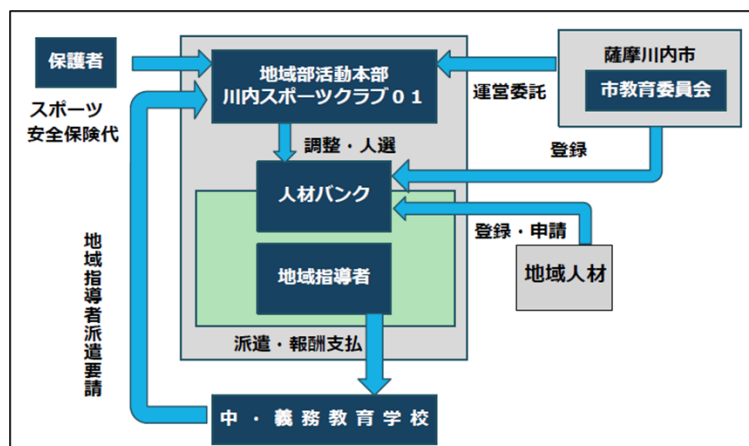 保護者
スポーツ
安全保険代
地域部活動本部
川内スポーツクラブ０１
運営委託
薩摩川内市
市教育委員会
調整・人選
登録
人材バンク
登録・申請
地域人材
地域指導者
地域指導者派遣要請
派遣・報酬支払
中・義務教育学校